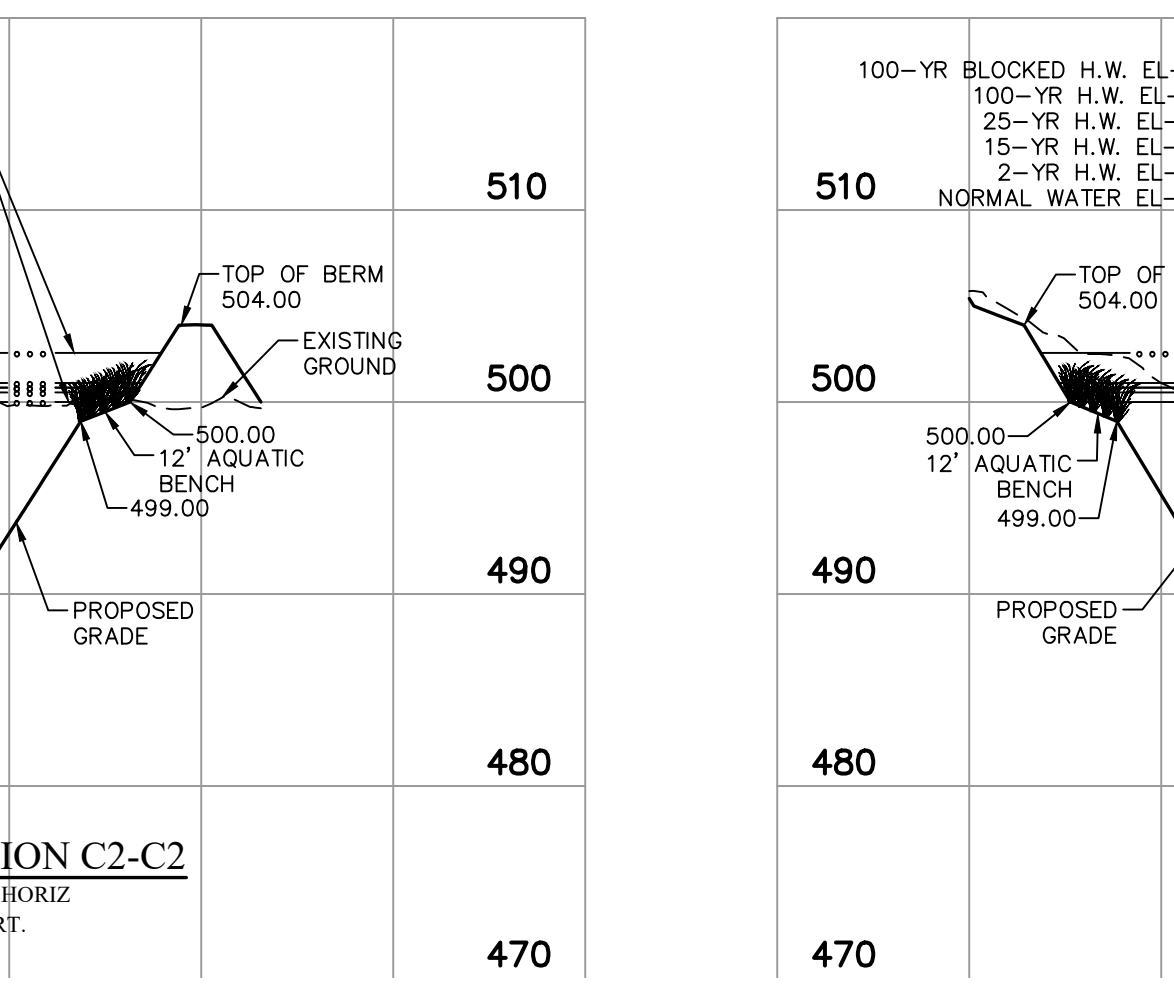 510
TOP OF BERM
504.00
EXISTING
GROUND
500
500.00
12' AQUATIC
BENCH
499.00
490
PROPOSED
GRADE
480
ION C2-C2
HORIZ
RT.
470
100-YR BLOCKED H.W. EL-
100-YR H.W. EL-
25-YR H.W. EL-
15-YR H.W. EL-
2-YR H.W. EL-
NORMAL WATER EL-
510
TOP OF
504.00
500
500.00
12' AQUATIC
BENCH
499.00
490
PROPOSED
GRADE
480
470